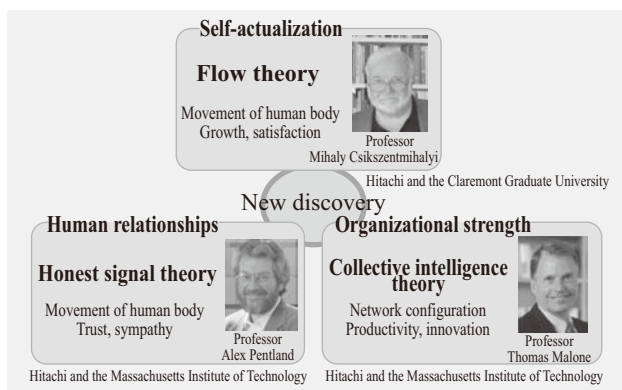 Self-actualization
Flow theory
Movement of human body
Growth, satisfaction
Professor
Mihaly Csikszentmihalyi
Hitachi and the Claremont Graduate University
New discovery
Human relationships
Honest signal theory
Movement of human body
Trust, sympathy
Professor
Alex Pentland
Hitachi and the Massachusetts Institute of Technology
Organizational strength
Collective intelligence
theory
Network configuration
Productivity, innovation
Professor
Thomas Malone
Hitachi and the Massachusetts Institute of Technology